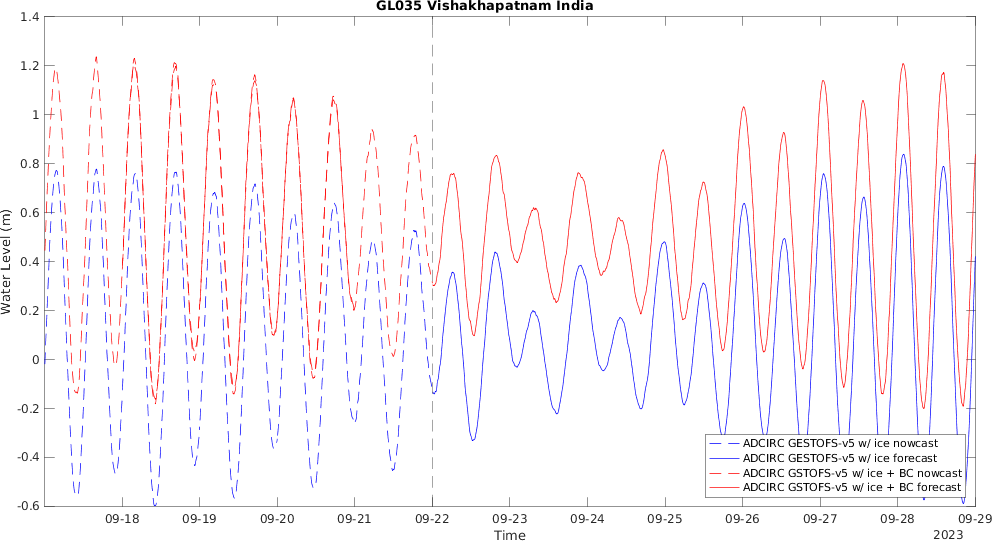 GL035 Vishakhapatnam India
Water Level (m)
1.4
1.2
1
0.8
0.6
0.4
0.2
0
-0.2
-0.4
-0.6
ADCIRC GESTOFS-v5 w/ ice nowcast
ADCIRC GESTOFS-v5 w/ ice forecast
ADCIRC GSTOFS-v5 w/ ice + BC nowcast
ADCIRC GSTOFS-v5 w/ ice + BC forecast
09-18 09-19 09-20 09-21 09-22 09-23 09-24 09-25 09-26 09-27 09-28 09-29
Time
2023